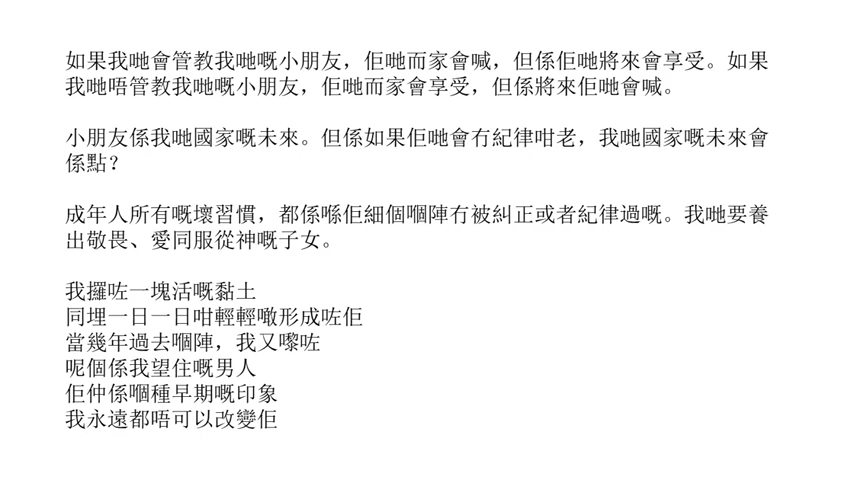 如果我哋會管教我哋嘅小朋友，佢哋而家會喊，但係佢哋將來會享受。如果
我哋唔管教我哋嘅小朋友，佢哋而家會享受，但係將來佢哋會喊。
小朋友係我哋國家嘅未來。但係如果佢哋會冇紀律咁老，我哋國家嘅未來會
係點？
成年人所有嘅壞習慣，都係喺佢細個嗰陣冇被糾正或者紀律過嘅。我哋要養
出敬畏、愛同服從神嘅子女。
我攞咗一塊活嘅黏土
同埋一日一日咁輕輕噉形成咗佢
當幾年過去嗰陣，我又嚟咗
呢個係我望住嘅男人
佢仲係嗰種早期嘅印象
我永遠都唔可以改變佢